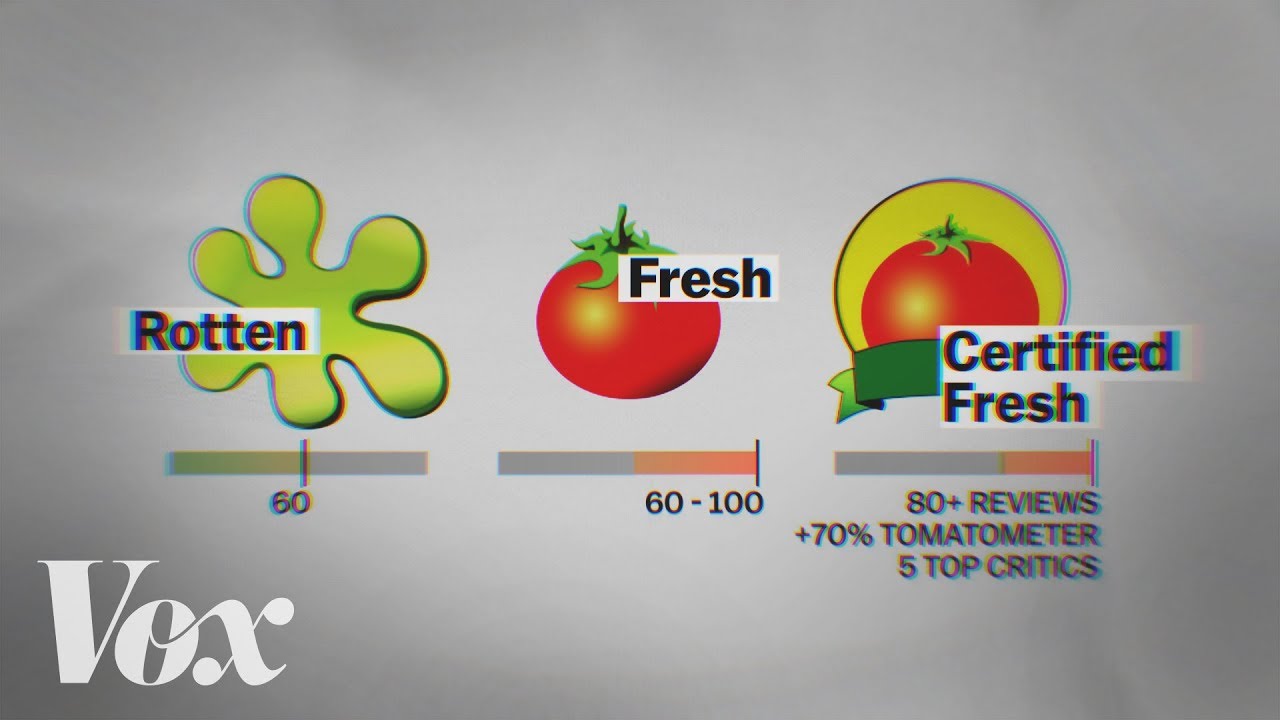 Rotten
Fresh
Certified
Fresh
60
60 - 100
80+ REVIEWS
+70% TOMATOMETER
5 TOP CRITICS
Vox